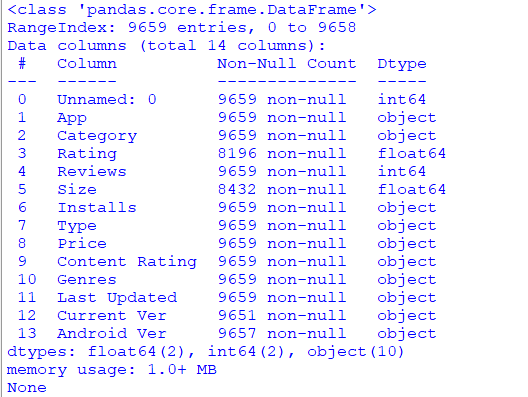 <class 'pandas.core.frame.DataFrame'>
RangeIndex: 9659 entries, 0 to 9658
Data columns (total 14 columns):
 #   Column          Non-Null Count  Dtype
---  ------          --------------  -----
 0   Unnamed: 0      9659 non-null   int64
 1   App             9659 non-null   object
 2   Category        9659 non-null   object
 3   Rating          8196 non-null   float64
 4   Reviews         9659 non-null   int64
 5   Size            8432 non-null   float64
 6   Installs        9659 non-null   object
 7   Type            9659 non-null   object
 8   Price           9659 non-null   object
 9   Content Rating  9659 non-null   object
 10  Genres          9659 non-null   object
 11  Last Updated    9659 non-null   object
 12  Current Ver     9651 non-null   object
 13  Android Ver     9657 non-null   object
dtypes: float64(2), int64(2), object(10)
memory usage: 1.0+ MB
None